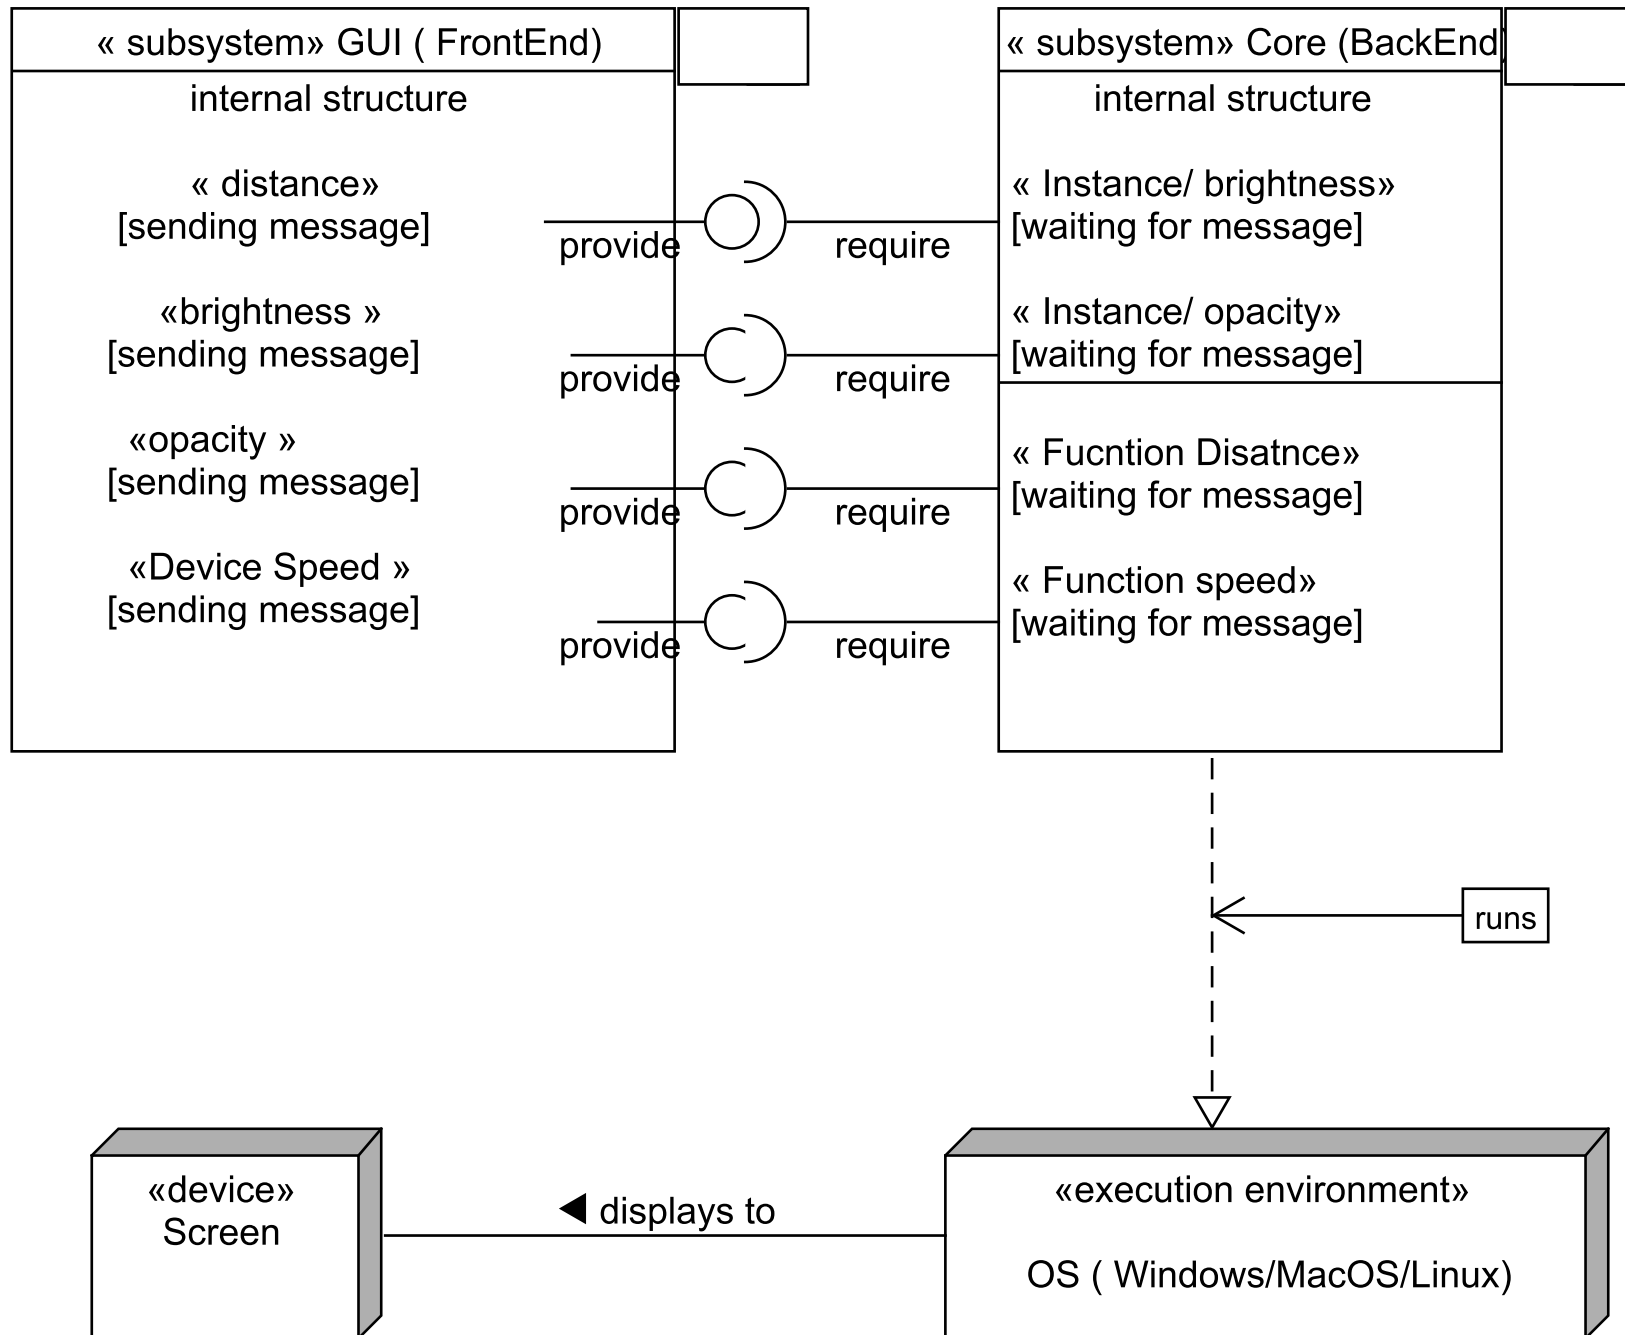 « subsystem» GUI ( FrontEnd)
internal structure
« distance»
[sending message]
«brightness »
[sending message]
«opacity »
[sending message]
«Device Speed »
[sending message]
provide
require
provide
require
provide
require
provide
require
« subsystem» Core (BackEnd)
internal structure
« Instance/ brightness»
[waiting for message]
« Instance/ opacity»
[waiting for message]
« Fucntion Disatnce»
[waiting for message]
« Function speed»
[waiting for message]
runs
«device»
Screen
◀ displays to
«execution environment»
OS ( Windows/MacOS/Linux)